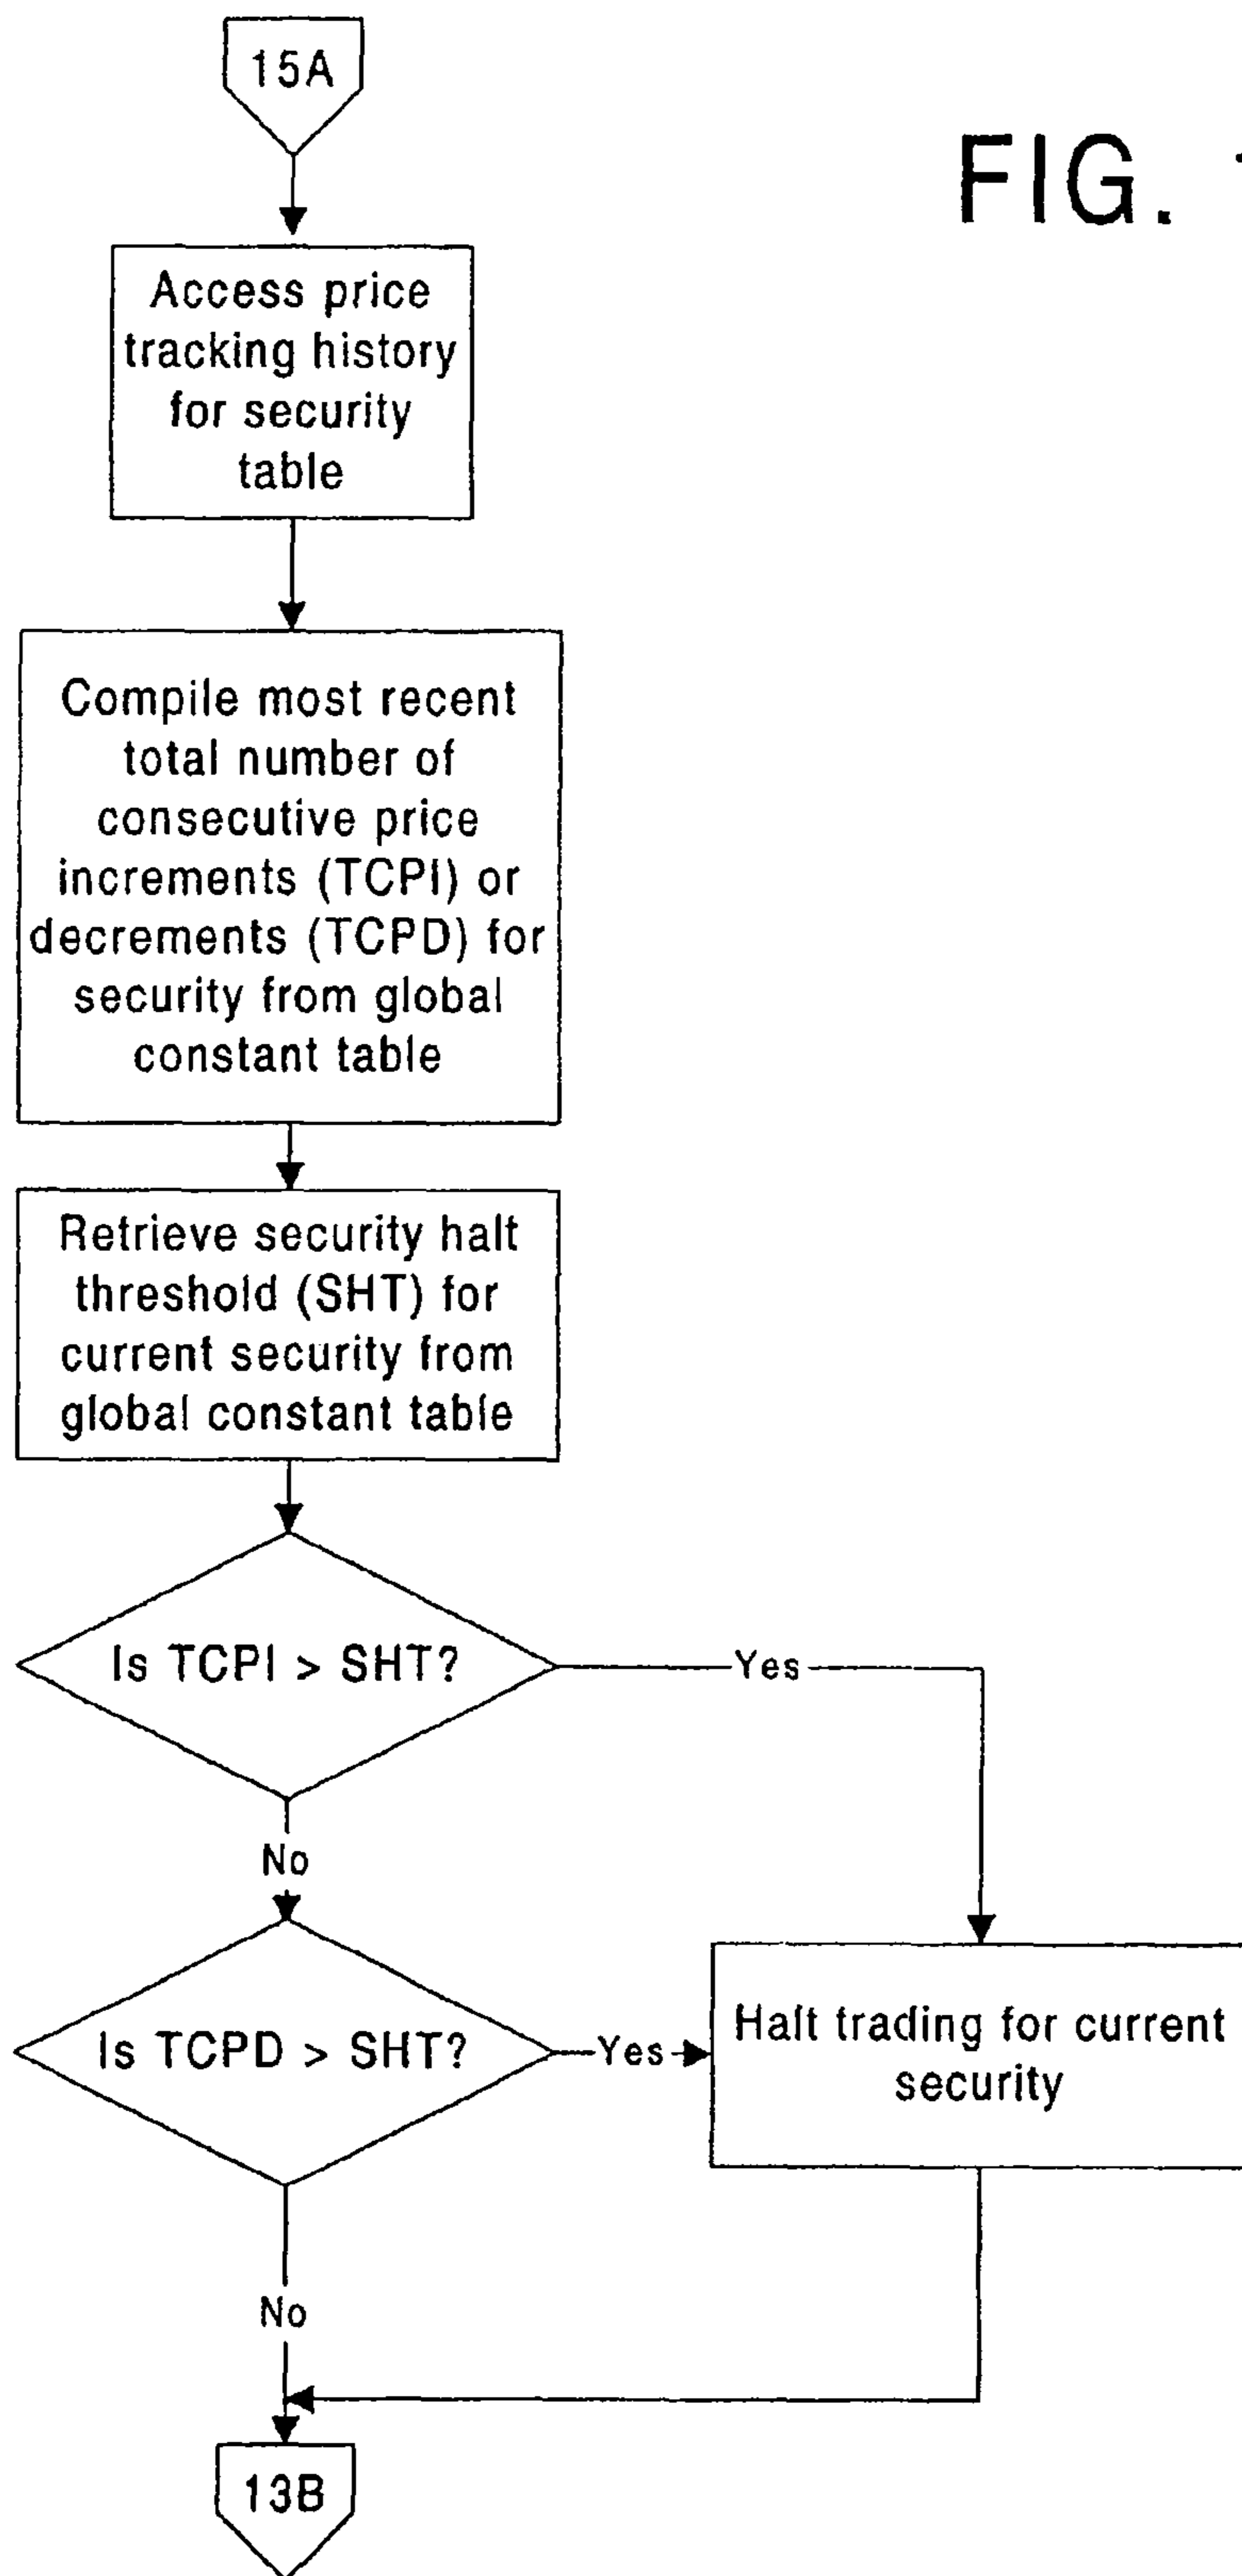 15A
FIG.
Access price
tracking history
for security
table
Compile most recent
total number of
consecutive price
increments (TCPI) or
decrements (TCPD) for
security from global
constant table
Retrieve security halt
threshold (SHT) for
current security from
global constant table
Is TCPI > SHT?
Yes
No
Is TCPD > SHT?
Yes
Halt trading for current
security
No
13B